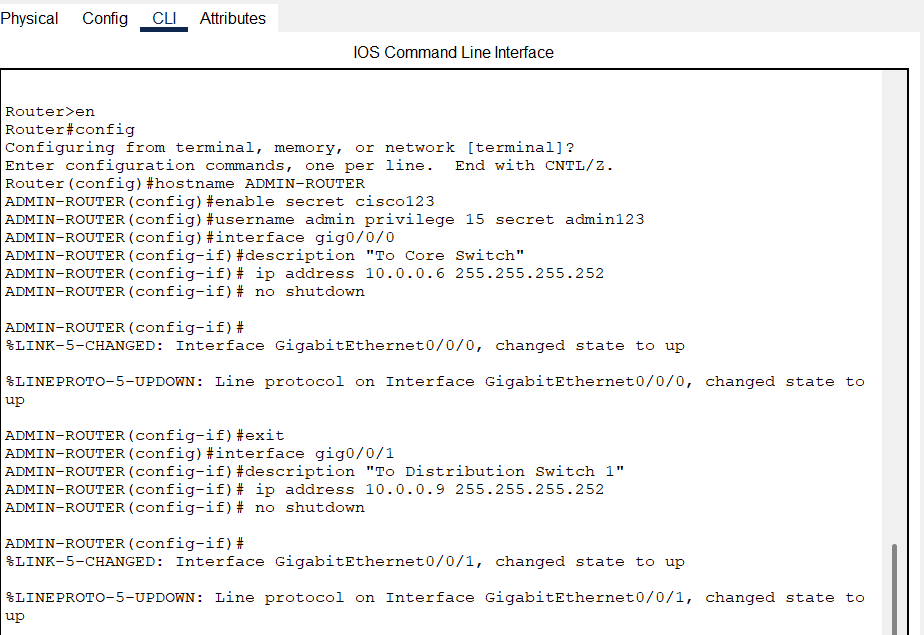 Physical Config CLI Attributes
IOS Command Line Interface
Router>en
Router#config
Configuring from terminal, memory, or network [terminal]?
Enter configuration commands, one per line.  End with CNTL/Z.
Router(config)#hostname ADMIN-ROUTER
ADMIN-ROUTER(config)#enable secret cisco123
ADMIN-ROUTER(config)#username admin privilege 15 secret admin123
ADMIN-ROUTER(config)#interface gig0/0/0
ADMIN-ROUTER(config-if)#description "To Core Switch"
ADMIN-ROUTER(config-if)# ip address 10.0.0.6 255.255.255.252
ADMIN-ROUTER(config-if)# no shutdown
ADMIN-ROUTER(config-if)#
%LINK-5-CHANGED: Interface GigabitEthernet0/0/0, changed state to up
%LINEPROTO-5-UPDOWN: Line protocol on Interface GigabitEthernet0/0/0, changed state to
up
ADMIN-ROUTER(config-if)#exit
ADMIN-ROUTER(config)#interface gig0/0/1
ADMIN-ROUTER(config-if)#description "To Distribution Switch 1"
ADMIN-ROUTER(config-if)# ip address 10.0.0.9 255.255.255.252
ADMIN-ROUTER(config-if)# no shutdown
ADMIN-ROUTER(config-if)#
%LINK-5-CHANGED: Interface GigabitEthernet0/0/1, changed state to up
%LINEPROTO-5-UPDOWN: Line protocol on Interface GigabitEthernet0/0/1, changed state to
up